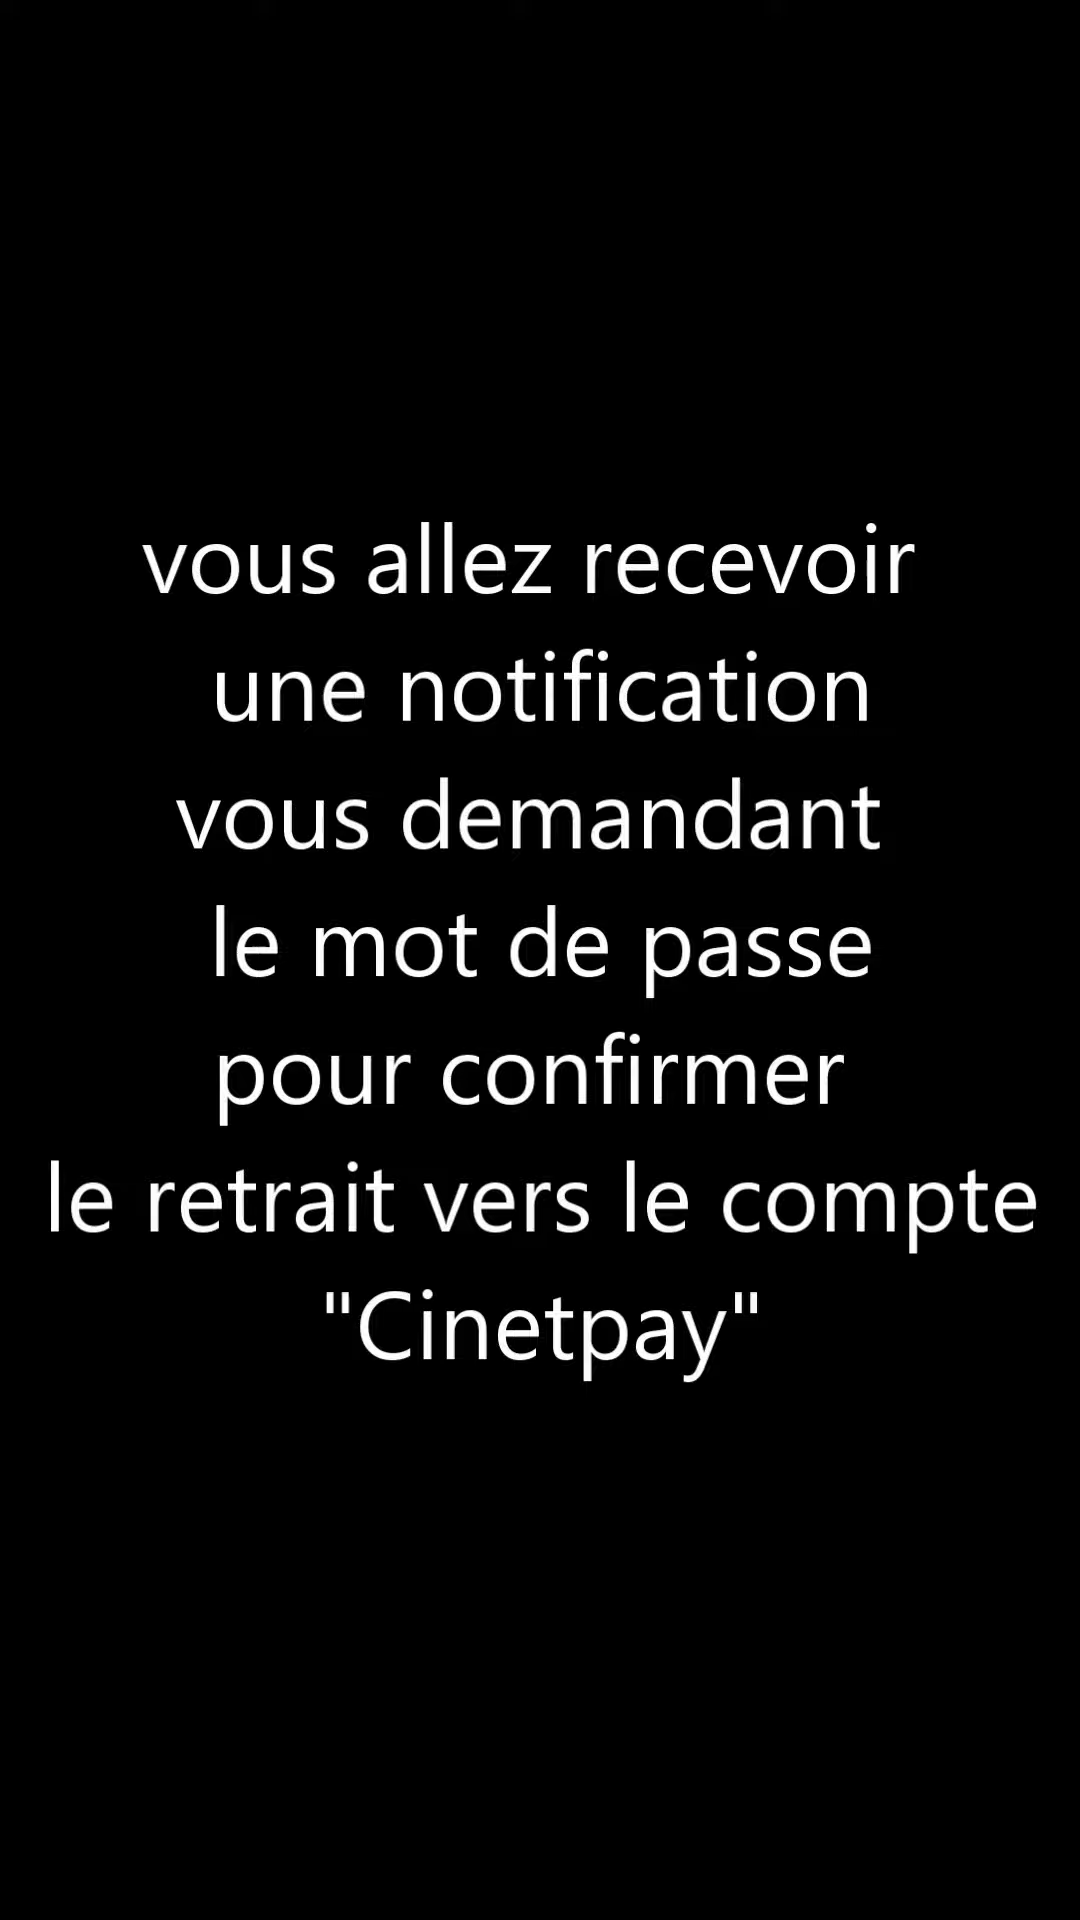 vous allez recevoir
une notification
vous demandant
le mot de passe
pour confirmer
le retrait vers le compte
"Cinetpay"